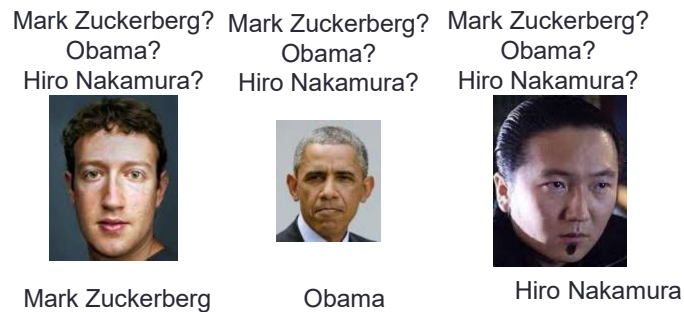 Mark Zuckerberg?
Obama?
Hiro Nakamura?
Mark Zuckerberg?
Obama?
Hiro Nakamura?
Mark Zuckerberg?
Obama?
Hiro Nakamura?
Mark Zuckerberg
Obama
Hiro Nakamura